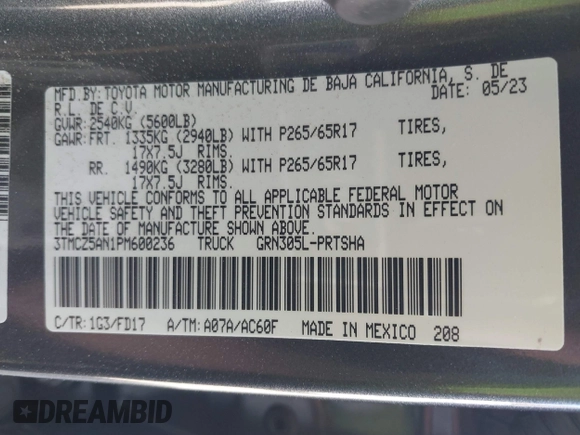 MFD.BY:TOYOTA MOTOR MANUFACTURING DE BAJA CALIFORNIA, S. DE
R.L. DE C.V. DATE: 05/23
GVWR: 2540KG (5600LB)
GAWR:FRT. 1335KG (2940LB) WITH P265/65R17 TIRES,
17X7.5J RIMS.
RR. 1490KG (3280LB) WITH P265/65R17 TIRES,
17X7.5J RIMS.
THIS VEHICLE CONFORMS TO ALL APPLICABLE FEDERAL MOTOR
VEHICLE SAFETY AND THEFT PREVENTION STANDARDS IN EFFECT ON
THE DATE OF MANUFACTURE SHOWN ABOVE.
3TMCZ5AN1PM600236 TRUCK GRN305L-PRTSHA
C/TR:1G3/FD17 A/TM:A07A/AC60F MADE IN MEXICO 208
DREAMBID